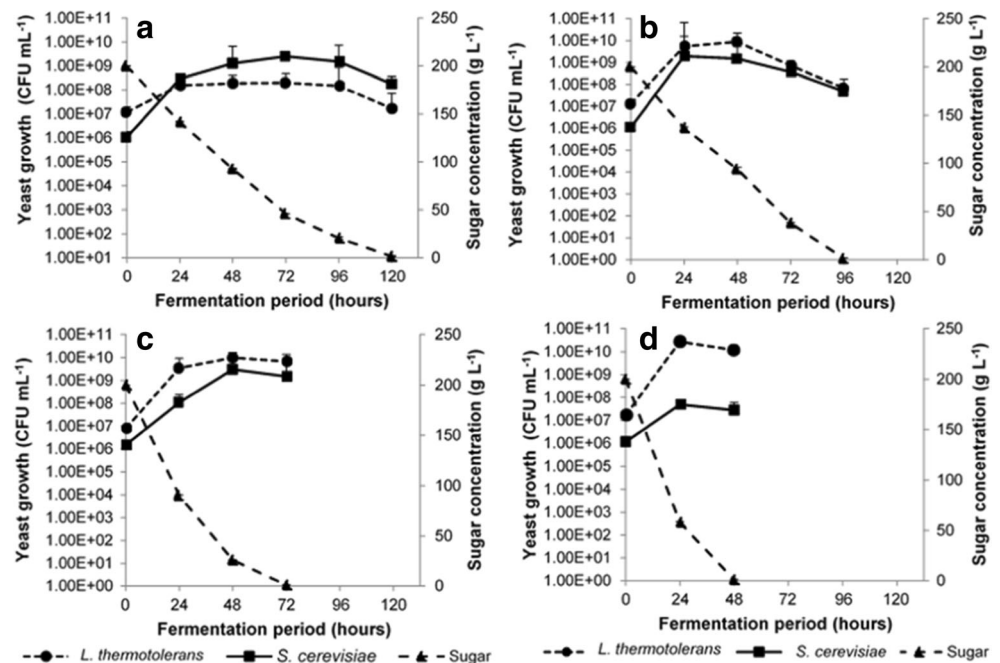 a
Yeast growth (CFU mL-1)
1.00E+11
1.00E+10
1.00E+09
1.00E+08
1.00E+07
1.00E+06
1.00E+05
1.00E+04
1.00E+03
1.00E+02
1.00E+01
0 24 48 72 96 120
Fermentation period (hours)
250
200
150
100
50
0
Sugar concentration (g L-1)
b
Yeast growth (CFU mL-1)
1.00E+11
1.00E+10
1.00E+09
1.00E+08
1.00E+07
1.00E+06
1.00E+05
1.00E+04
1.00E+03
1.00E+02
1.00E+01
1.00E+00
0 24 48 72 96 120
Fermentation period (hours)
250
200
150
100
50
0
Sugar concentration (g L-1)
c
Yeast growth (CFU mL-1)
1.00E+11
1.00E+10
1.00E+09
1.00E+08
1.00E+07
1.00E+06
1.00E+05
1.00E+04
1.00E+03
1.00E+02
1.00E+01
1.00E+00
0 24 48 72 96 120
Fermentation period (hours)
250
200
150
100
50
0
Sugar concentration (g L-1)
L. thermotolerans S. cerevisiae Sugar
d
Yeast growth (CFU mL-1)
1.00E+11
1.00E+10
1.00E+09
1.00E+08
1.00E+07
1.00E+06
1.00E+05
1.00E+04
1.00E+03
1.00E+02
1.00E+01
1.00E+00
0 24 48 72 96 120
Fermentation period (hours)
250
200
150
100
50
0
Sugar concentration (g L-1)
L. thermotolerans S. cerevisiae Sugar